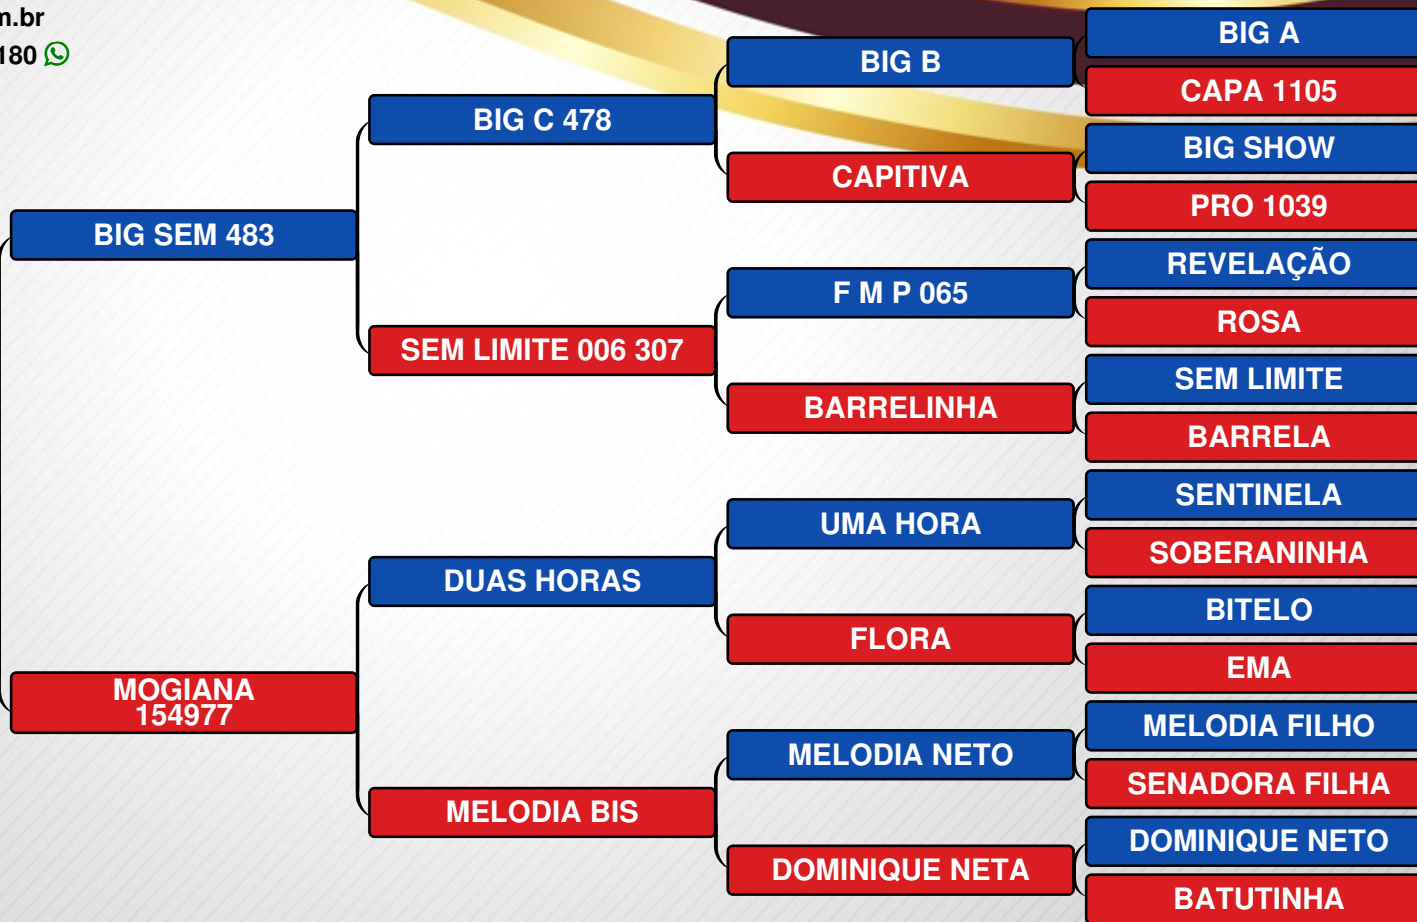 m.br
180
BIG SEM 483
MOGIANA
154977
BIG C 478
SEM LIMITE 006 307
DUAS HORAS
MELODIA BIS
BIG B
CAPITIVA
F M P 065
BARRELINHA
UMA HORA
FLORA
MELODIA NETO
DOMINIQUE NETA
BIG A
CAPA 1105
BIG SHOW
PRO 1039
REVELAÇÃO
ROSA
SEM LIMITE
BARRELA
SENTINELA
SOBERANINHA
BITELO
EMA
MELODIA FILHO
SENADORA FILHA
DOMINIQUE NETO
BATUTINHA